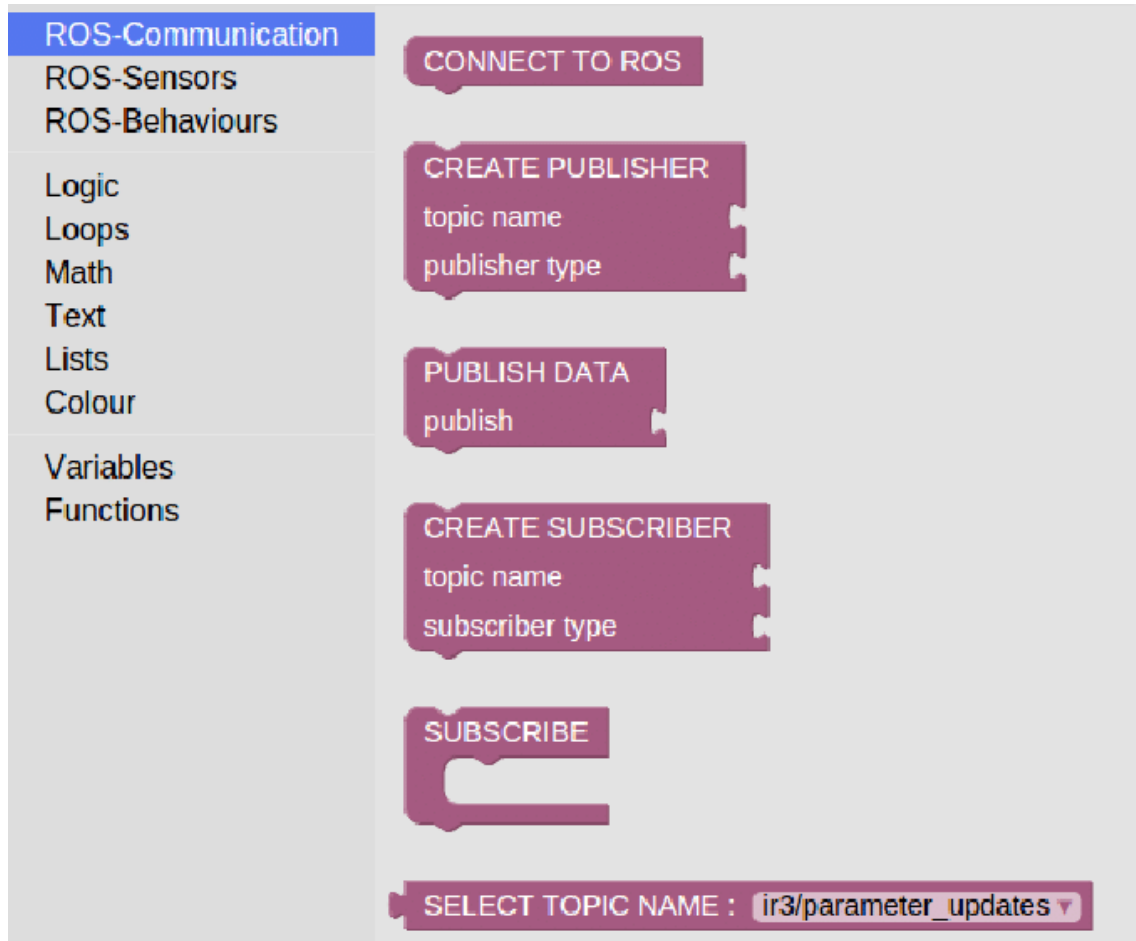 ROS-Communication
ROS-Sensors
ROS-Behaviours
Logic
Loops
Math
Text
Lists
Colour
Variables
Functions
CONNECT TO ROS
CREATE PUBLISHER
topic name
publisher type
PUBLISH DATA
publish
CREATE SUBSCRIBER
topic name
subscriber type
SUBSCRIBE
SELECT TOPIC NAME : ir3/parameter_updates